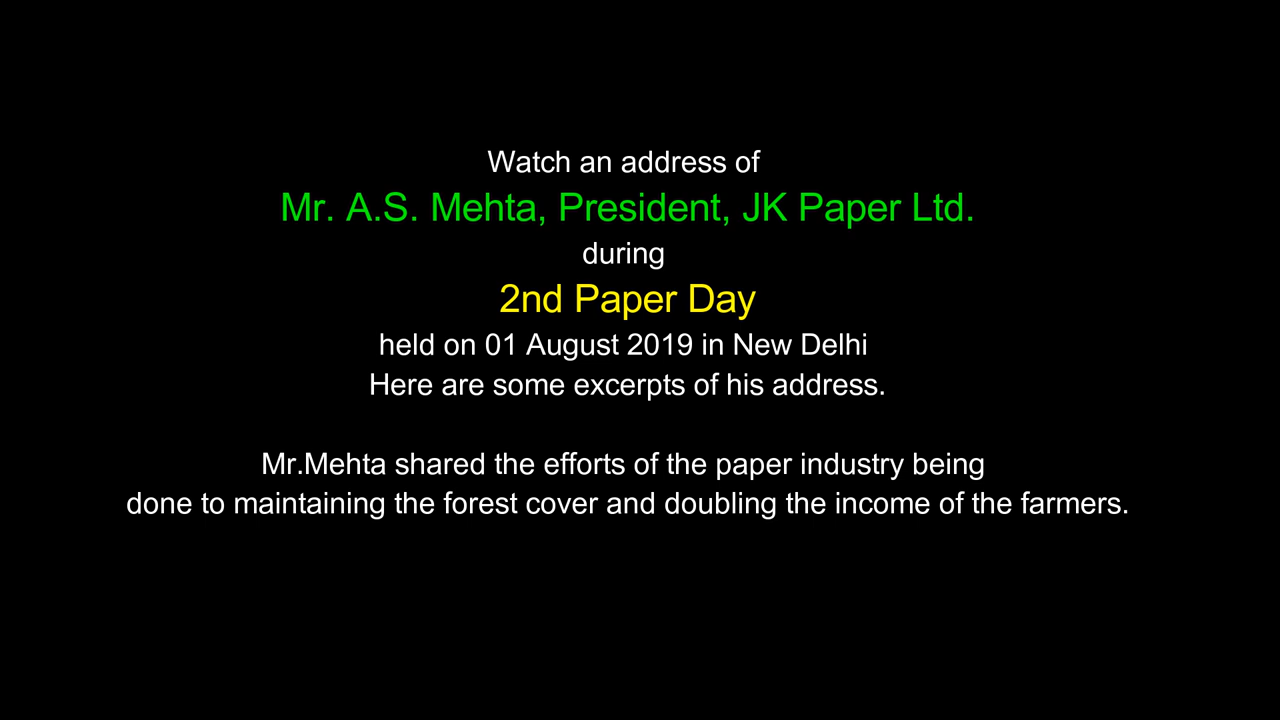 Watch an address of
Mr. A.S. Mehta, President, JK Paper Ltd.
during
2nd Paper Day
held on 01 August 2019 in New Delhi
Here are some excerpts of his address.
Mr.Mehta shared the efforts of the paper industry being
done to maintaining the forest cover and doubling the income of the farmers.